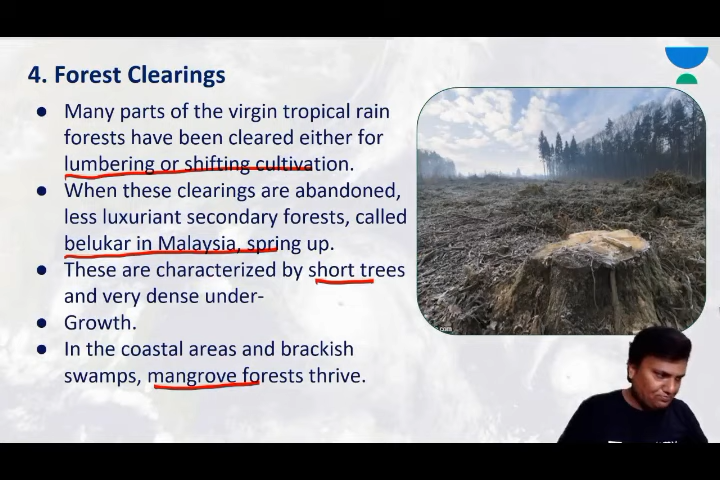 4. Forest Clearings
● Many parts of the virgin tropical rain
forests have been cleared either for
lumbering or shifting cultivation.
● When these clearings are abandoned,
less luxuriant secondary forests, called
belukar in Malaysia, spring up.
● These are characterized by short trees
and very dense under-
● Growth.
● In the coastal areas and brackish
swamps, mangrove forests thrive.